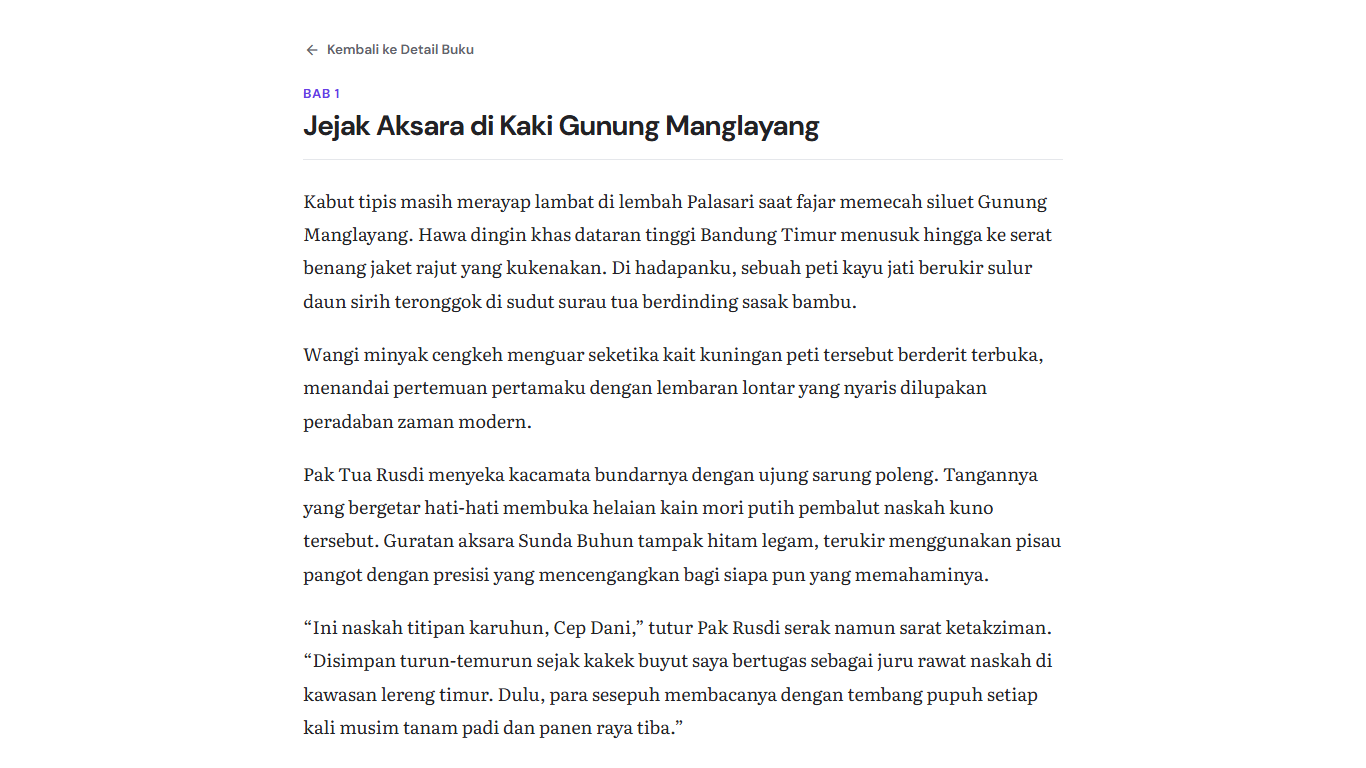 Kembali ke Detail Buku
BAB 1
Jejak Aksara di Kaki Gunung Manglayang
Kabut tipis masih merayap lambat di lembah Palasari saat fajar memecah siluet Gunung
Manglayang. Hawa dingin khas dataran tinggi Bandung Timur menusuk hingga ke serat
benang jaket rajut yang kukenakan. Di hadapanku, sebuah peti kayu jati berukir sulur
daun sirih teronggok di sudut surau tua berdinding sasak bambu.
Wangi minyak cengkeh menguar seketika kait kuningan peti tersebut berderit terbuka,
menandai pertemuan pertamaku dengan lembaran lontar yang nyaris dilupakan
peradaban zaman modern.
Pak Tua Rusdi menyeka kacamata bundarnya dengan ujung sarung poleng. Tangannya
yang bergetar hati-hati membuka helaian kain mori putih pembalut naskah kuno
tersebut. Guratan aksara Sunda Buhun tampak hitam legam, terukir menggunakan pisau
pangot dengan presisi yang mencengangkan bagi siapa pun yang memahaminya.
“Ini naskah titipan karuhun, Cep Dani,” tutur Pak Rusdi serak namun sarat ketakziman.
“Disimpan turun-temurun sejak kakek buyut saya bertugas sebagai juru rawat naskah di
kawasan lereng timur. Dulu, para sesepuh membacanya dengan tembang pupuh setiap
kali musim tanam padi dan panen raya tiba.”